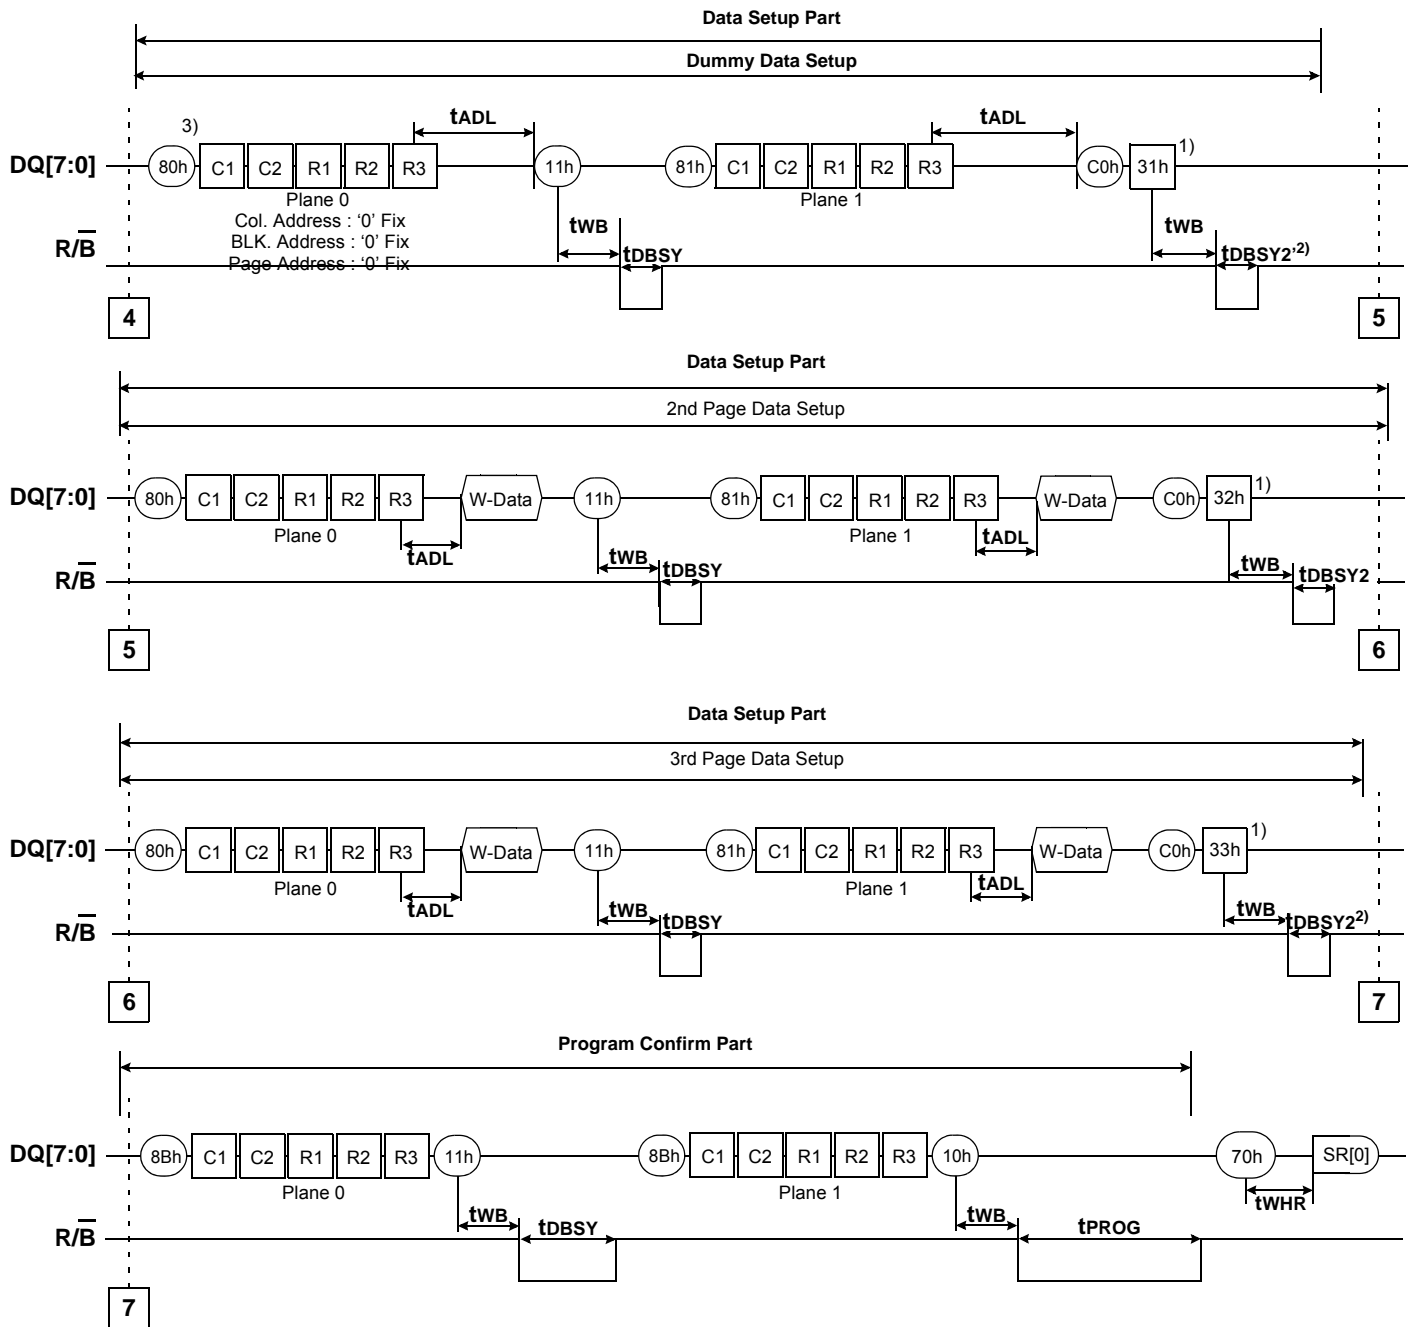 Data Setup Part
Dummy Data Setup
tADL
tADL
3)
DQ[7:0] 80h C1 C2 R1 R2 R3 11h 81h C1 C2 R1 R2 R3 C0h 31h 1)
Plane 0
Plane 1
Col. Address : ‘0’ Fix
BLK. Address : ‘0’ Fix
Page Address : ‘0’ Fix
tWB
tWB
R/B
tDBSY
tDBSY2’2)
4
5
Data Setup Part
2nd Page Data Setup
DQ[7:0] 80h C1 C2 R1 R2 R3 W-Data 11h 81h C1 C2 R1 R2 R3 W-Data C0h 32h 1)
Plane 0
Plane 1
tADL
tADL
tWB
tWB
R/B
tDBSY
tDBSY2
5
6
Data Setup Part
3rd Page Data Setup
DQ[7:0] 80h C1 C2 R1 R2 R3 W-Data 11h 81h C1 C2 R1 R2 R3 W-Data C0h 33h 1)
Plane 0
Plane 1
tADL
tADL
tWB
tWB
R/B
tDBSY
tDBSY22)
6
7
Program Confirm Part
DQ[7:0] 8Bh C1 C2 R1 R2 R3 11h 8Bh C1 C2 R1 R2 R3 10h 70h SR[0]
Plane 0
Plane 1
tWHR
tWB
tWB
R/B
tDBSY
tPROG
7